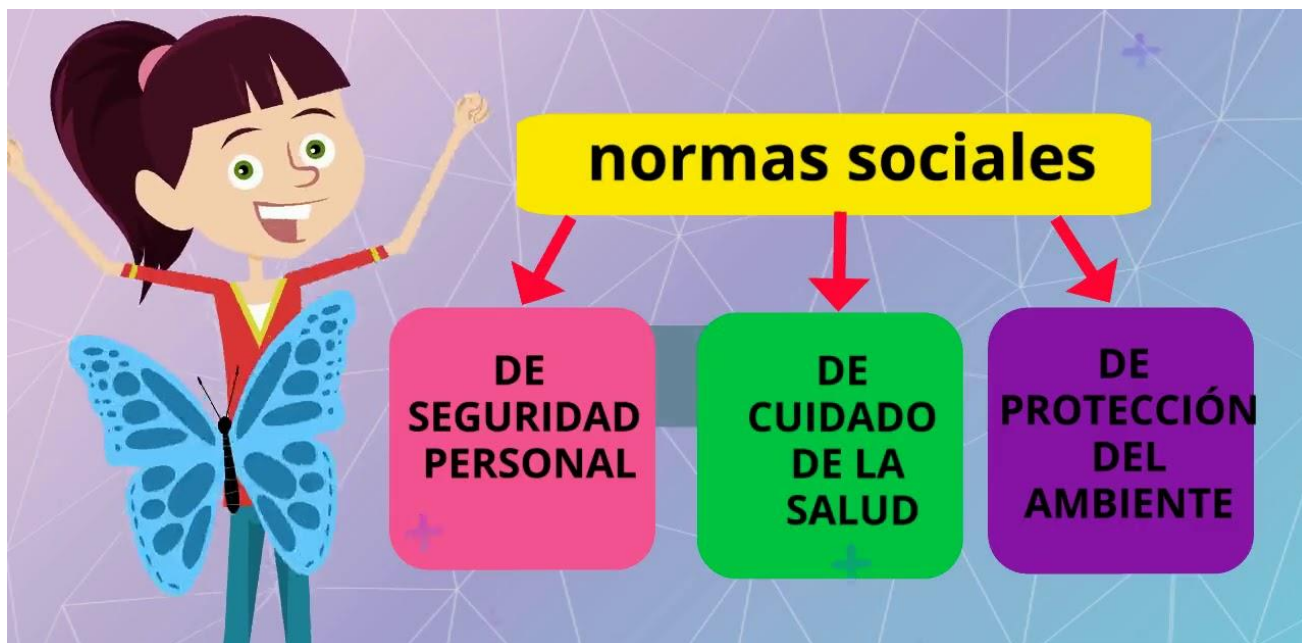 normas sociales
DE
SEGURIDAD
PERSONAL
DE
CUIDADO
DE LA
SALUD
DE
PROTECCIÓN
DEL
AMBIENTE